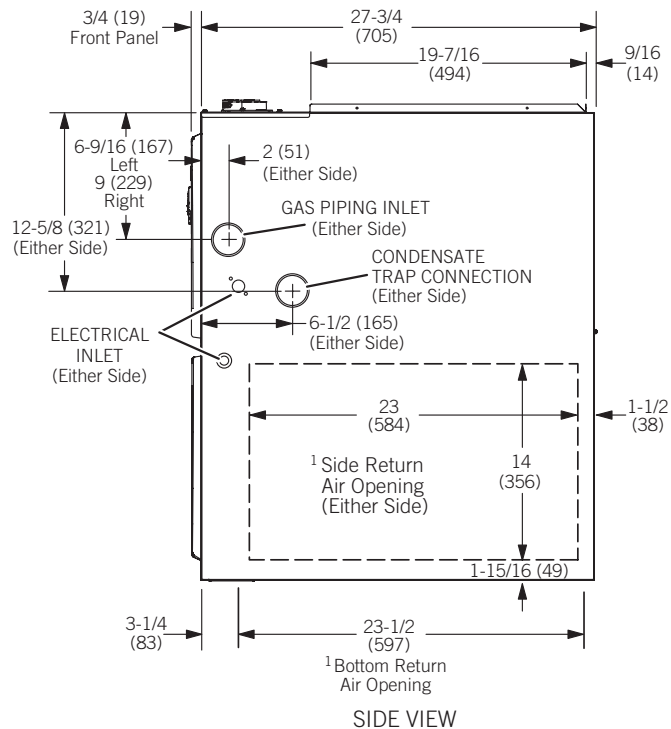 3/4 (19)
Front Panel
27-3/4
(705)
19-7/16
(494)
9/16
(14)
6-9/16 (167)
Left
9 (229)
Right
2 (51)
(Either Side)
12-5/8 (321)
(Either Side)
GAS PIPING INLET
(Either Side)
CONDENSATE
TRAP CONNECTION
(Either Side)
6-1/2 (165)
(Either Side)
ELECTRICAL
INLET
(Either Side)
23
(584)
1-1/2
(38)
1 Side Return
Air Opening
(Either Side)
14
(356)
1-15/16 (49)
3-1/4
(83)
23-1/2
(597)
1 Bottom Return
Air Opening
SIDE VIEW